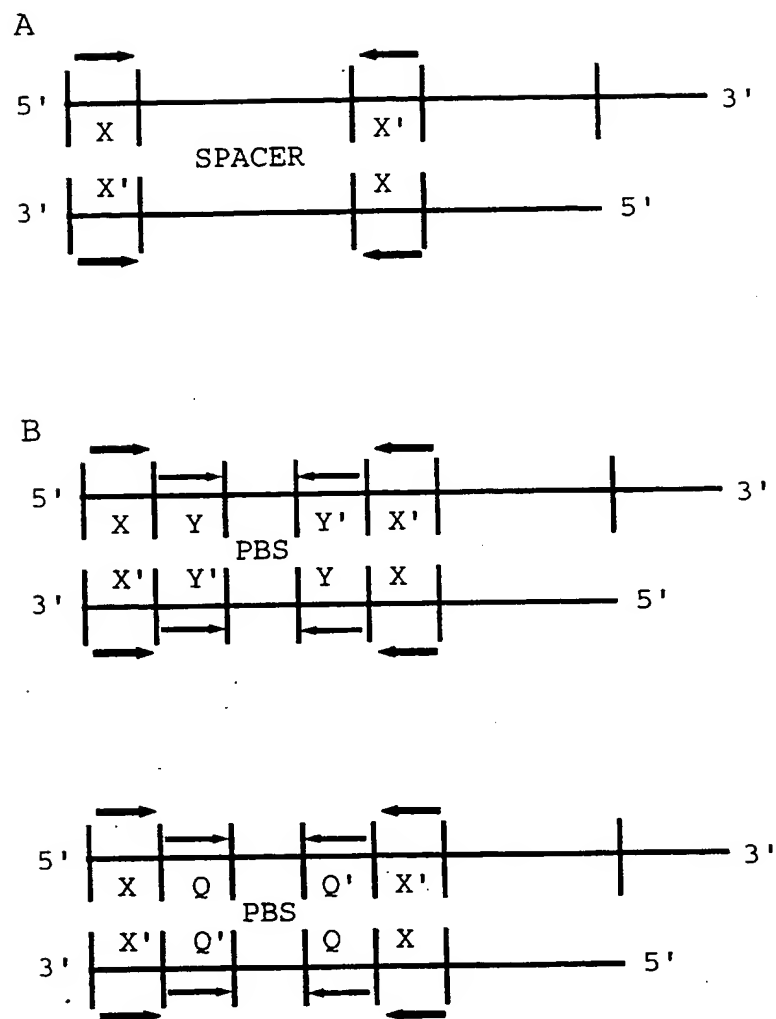 A
5' 3'
X X'
SPACER
X' X
3' 5'
B
5' 3'
X Y Y' X'
PBS
X' Y' Y X
3' 5'
5' 3'
X Q Q' X'
PBS
X' Q' Q X
3' 5'